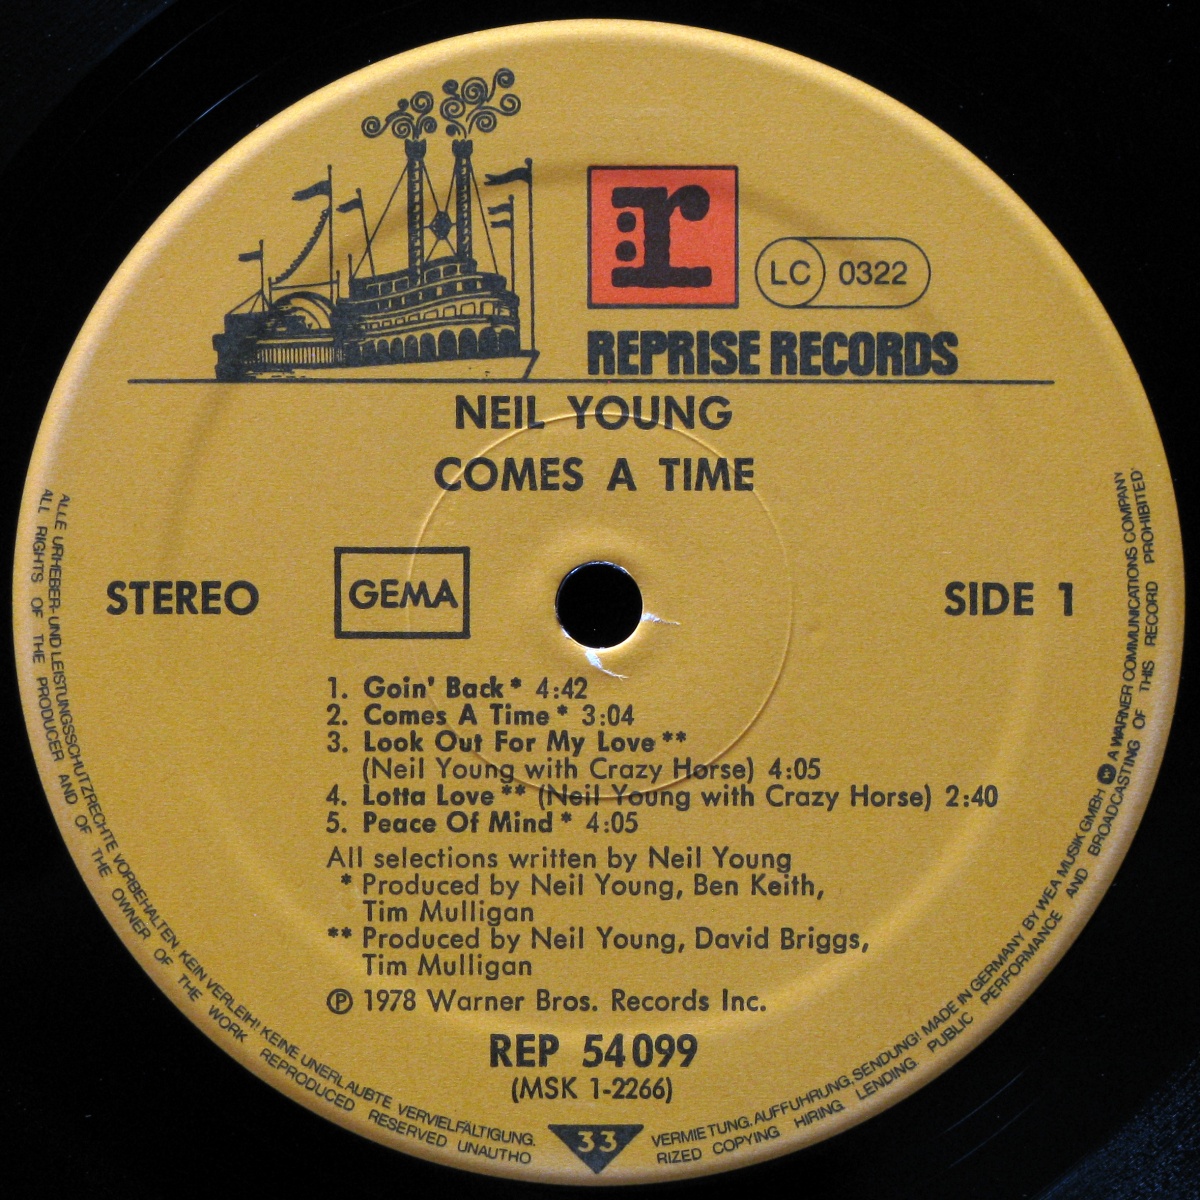 r
LC 0322
REPRISE RECORDS
NEIL YOUNG
COMES A TIME
STEREO
GEMA
SIDE 1
1. Goin' Back * 4:42
2. Comes A Time * 3:04
3. Look Out For My Love **
(Neil Young with Crazy Horse) 4:05
4. Lotta Love ** (Neil Young with Crazy Horse) 2:40
5. Peace Of Mind * 4:05
All selections written by Neil Young
* Produced by Neil Young, Ben Keith,
Tim Mulligan
** Produced by Neil Young, David Briggs,
Tim Mulligan
℗ 1978 Warner Bros. Records Inc.
REP 54 099
(MSK 1-2266)
33
ALLE URHEBER- UND LEISTUNGSSCHUTZRECHTE VORBEHALTEN KEIN VERLEIH! KEINE UNERLAUBTE VERVIELFÄLTIGUNG. VERMIETUNG. AUFFUHRUNG. SENDUNG! MADE IN GERMANY BY WEA MUSIK GMBH A WARNER COMMUNICATIONS COMPANY
ALL RIGHTS OF THE PRODUCER AND OF THE OWNER OF THE WORK REPRODUCED RESERVED UNAUTHORIZED COPYING HIRING LENDING PUBLIC PERFORMANCE AND BROADCASTING OF THIS RECORD PROHIBITED